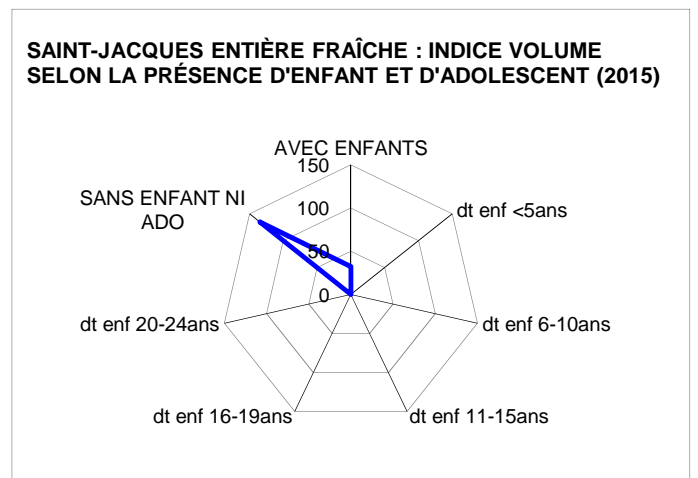 SAINT-JACQUES ENTIÈRE FRAÎCHE : INDICE VOLUME
SELON LA PRÉSENCE D'ENFANT ET D'ADOLESCENT (2015)
AVEC ENFANTS
150
SANS ENFANT NI
ADO
dt enf <5ans
100
50
0
dt enf 20-24ans
dt enf 6-10ans
dt enf 16-19ans
dt enf 11-15ans